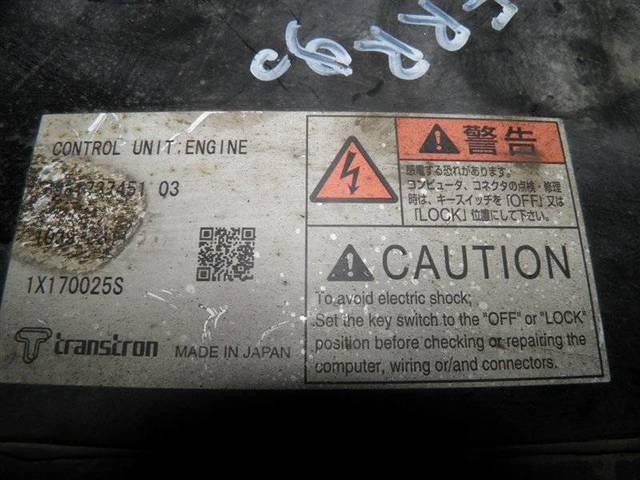 CONTROL UNIT:ENGINE
03
1X170025S
transtron MADE IN JAPAN
警告
感電する恐れがあります。
コンピュータ、コネクタの点検・修理
時は、キースイッチを「OFF」又は
「LOCK」位置にして下さい。
CAUTION
To avoid electric shock;
Set the key switch to the "OFF" or "LOCK"
position before checking or repairing the
computer, wiring or/and connectors.